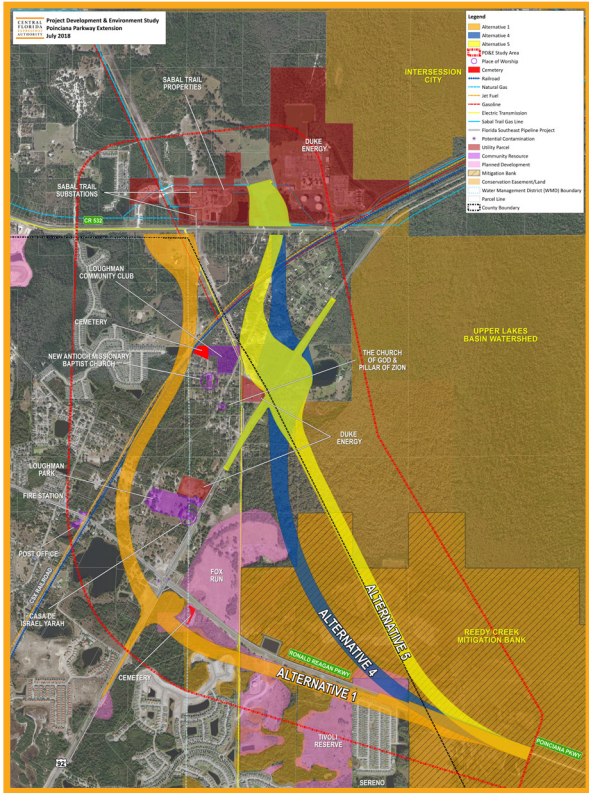 CENTRAL
FLORIDA
EXPRESSWAY
AUTHORITY
Project Development & Environment Study
Poinciana Parkway Extension
July 2018
Legend
Alternative 1
Alternative 4
Alternative 5
PD&E Study Area
Place of Worship
Cemetery
Railroad
Natural Gas
Jet Fuel
Gasoline
Electric Transmission
Sabal Trail Gas Line
Florida Southeast Pipeline Project
Potential Contamination
Utility Parcel
Community Resource
Planned Development
Mitigation Bank
Conservation Easement/Land
Water Management District (WMD) Boundary
Parcel Line
County Boundary
INTERSESSION
CITY
SABAL TRAIL
PROPERTIES
DUKE
ENERGY
SABAL TRAIL
SUBSTATIONS
CR 532
LOUGHMAN
COMMUNITY CLUB
CEMETERY
NEW ANTIOCH MISSIONARY
BAPTIST CHURCH
UPPER LAKES
BASIN WATERSHED
THE CHURCH
OF GOD &
PILLAR OF ZION
DUKE
ENERGY
LOUGHMAN
PARK
FIRE STATION
POST OFFICE
CSX RAILROAD
CASA DE
ISRAEL YARAH
FOX
RUN
CEMETERY
ALTERNATIVE 5
ALTERNATIVE 4
ALTERNATIVE 1
REEDY CREEK
MITIGATION BANK
RONALD REAGAN PKWY
POINCIANA PKWY
TIVOLI
RESERVE
SERENO
92